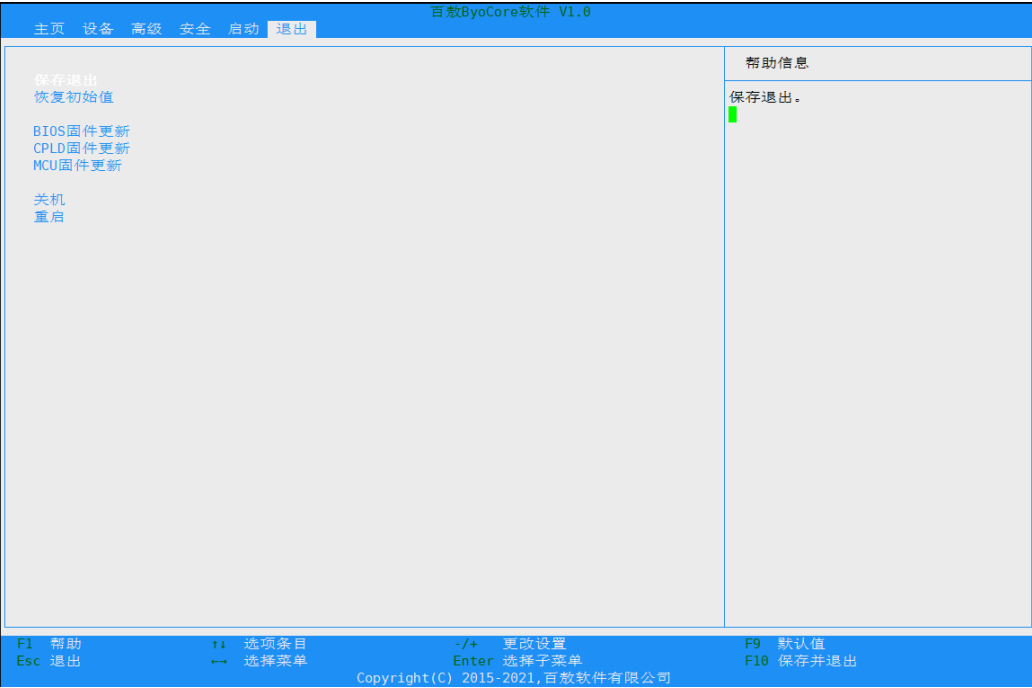 百敖ByoCore软件 V1.0
主页 设备 高级 安全 启动 退出
帮助信息
保存退出
恢复初始值
保存退出。
BIOS固件更新
CPLD固件更新
MCU固件更新
关机
重启
F1 帮助 ↑↓ 选项条目 -/+ 更改设置 F9 默认值
Esc 退出 ←→ 选择菜单 Enter 选择子菜单 F10 保存并退出
Copyright(C) 2015-2021,百敖软件有限公司